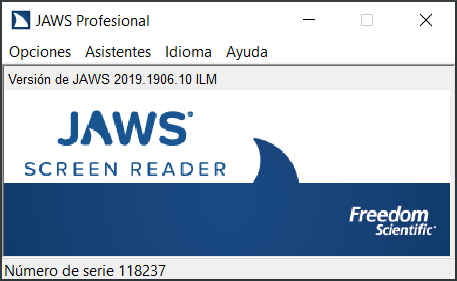 JAWS Profesional
Opciones Asistentes Idioma Ayuda
Versión de JAWS 2019.1906.10 ILM
JAWS®
SCREEN READER
Freedom
Scientific®
Número de serie 118237